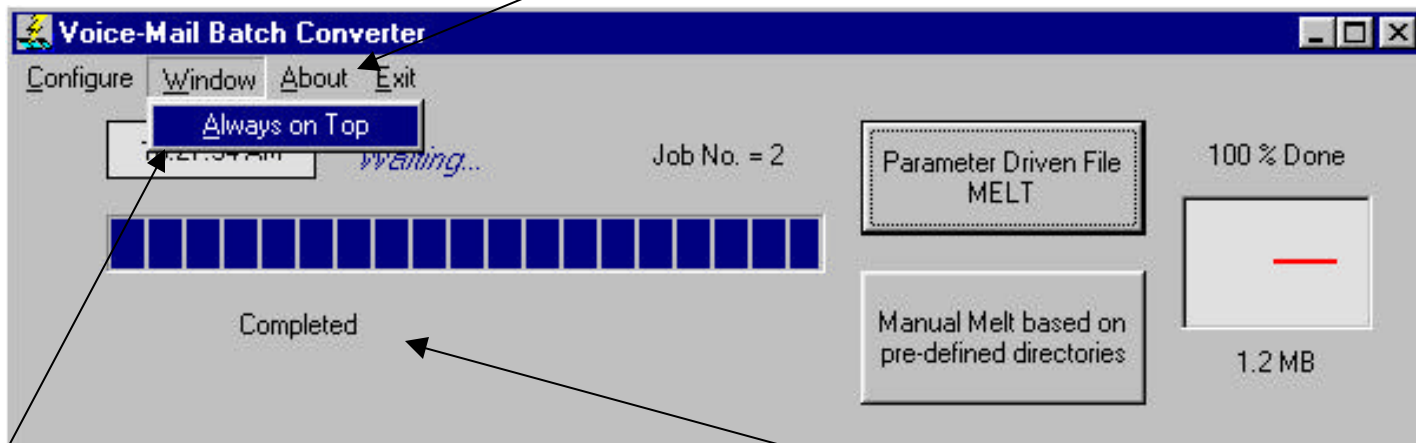 Voice-Mail Batch Converter
Configure Window About Exit
Always on Top
AM
Waiting...
Job No. = 2
Parameter Driven File
MELT
100 % Done
Completed
Manual Melt based on
pre-defined directories
1.2 MB